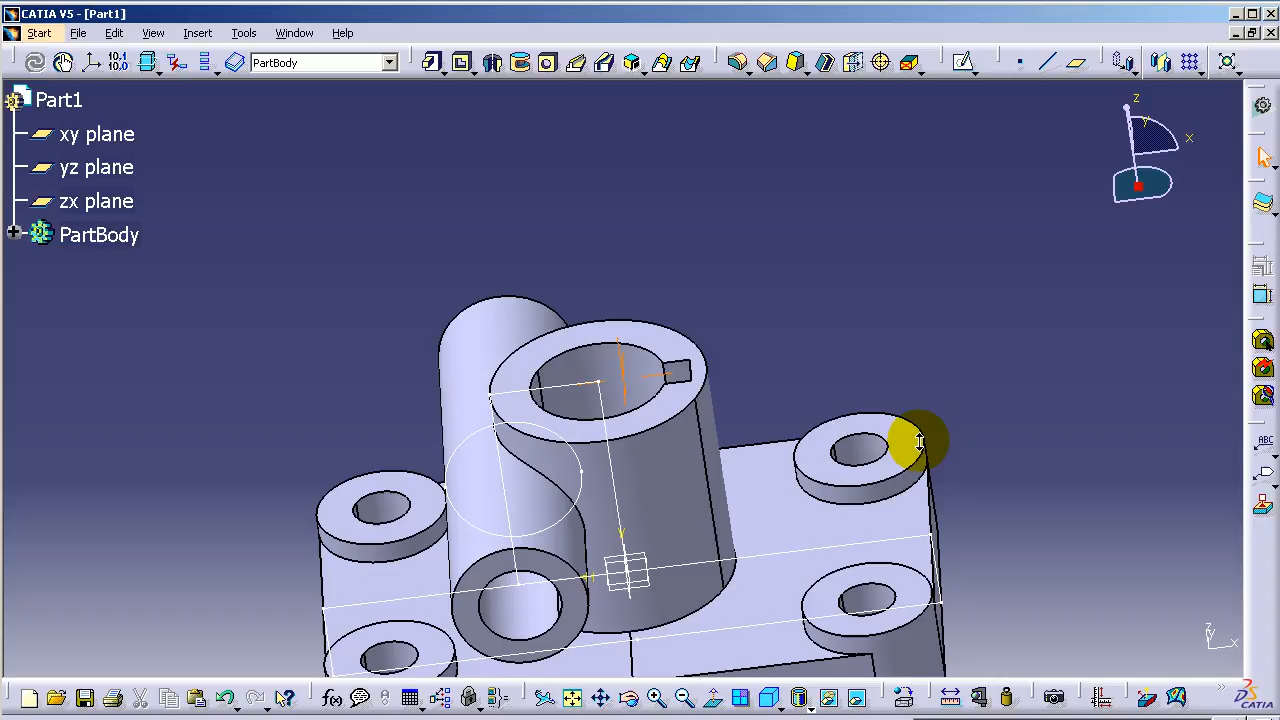 CATIA V5 - [Part1]
Start File Edit View Insert Tools Window Help
PartBody
Part1
xy plane
yz plane
zx plane
PartBody
Z
Y
X
ABC
z
y
x
f(x)
CATIA